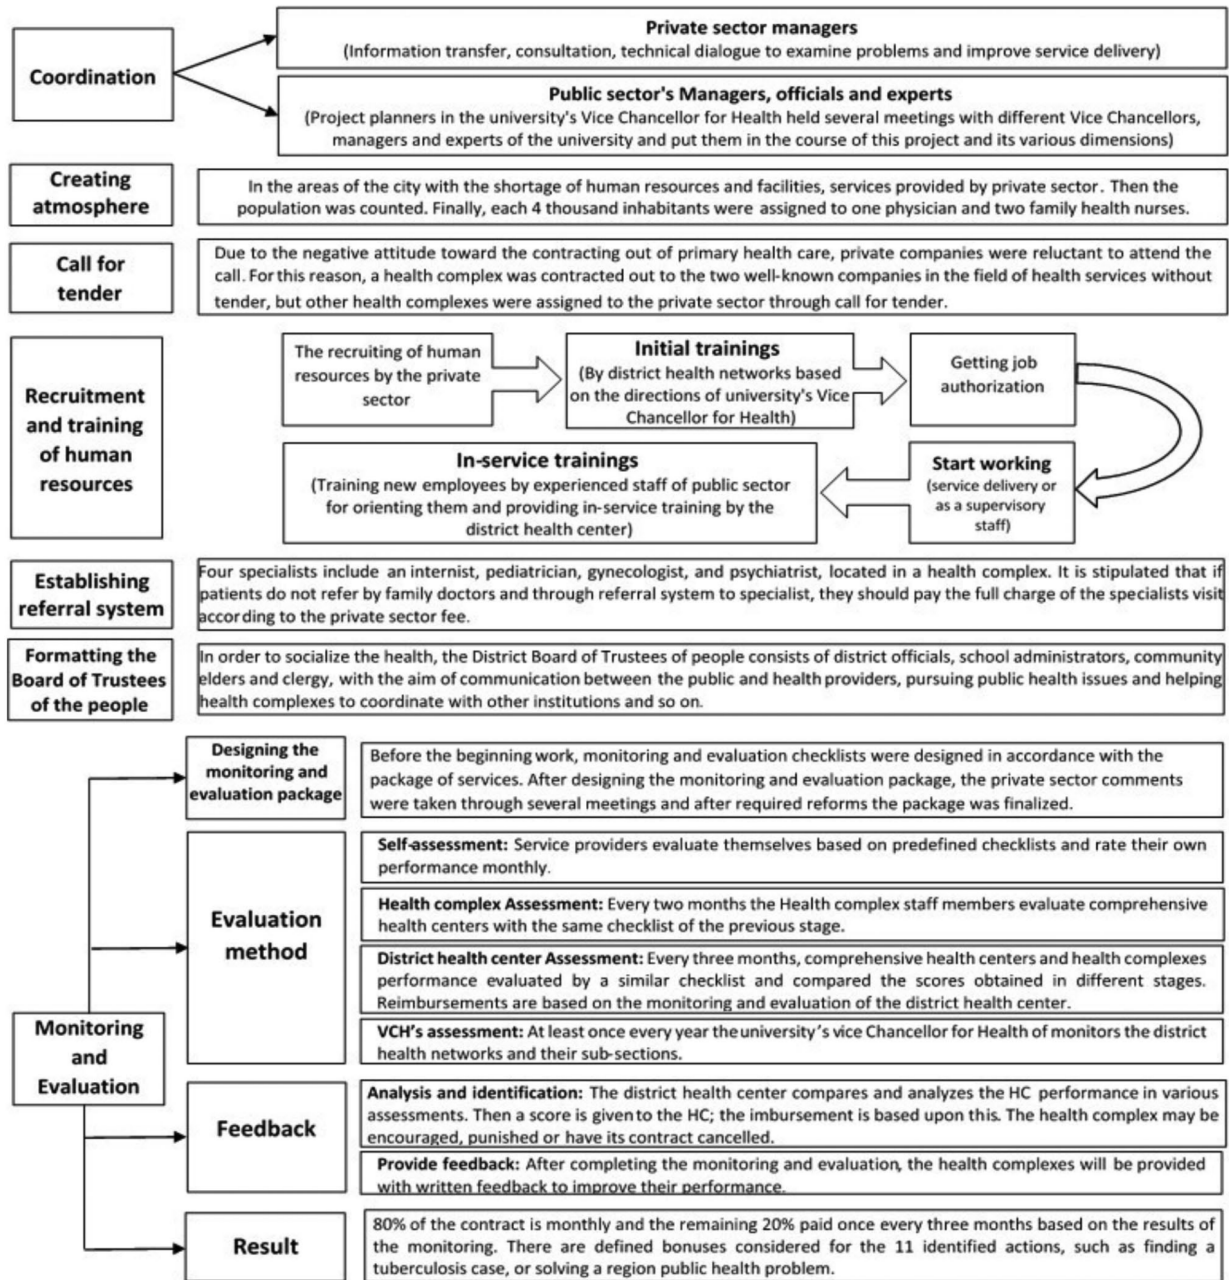 Coordination
Private sector managers
(Information transfer, consultation, technical dialogue to examine problems and improve service delivery)
Public sector's Managers, officials and experts
(Project planners in the university's Vice Chancellor for Health held several meetings with different Vice Chancellors,
managers and experts of the university and put them in the course of this project and its various dimensions)
Creating
atmosphere
In the areas of the city with the shortage of human resources and facilities, services provided by private sector. Then the
population was counted. Finally, each 4 thousand inhabitants were assigned to one physician and two family health nurses.
Call for
tender
Due to the negative attitude toward the contracting out of primary health care, private companies were reluctant to attend the
call. For this reason, a health complex was contracted out to the two well-known companies in the field of health services without
tender, but other health complexes were assigned to the private sector through call for tender.
Recruitment
and training
of human
resources
The recruiting of human
resources by the private
sector
Initial trainings
(By district health networks based
on the directions of university's Vice
Chancellor for Health)
Getting job
authorization
Start working
(service delivery or
as a supervisory
staff)
In-service trainings
(Training new employees by experienced staff of public sector
for orienting them and providing in-service training by the
district health center)
Establishing
referral system
Four specialists include an internist, pediatrician, gynecologist, and psychiatrist, located in a health complex. It is stipulated that if
patients do not refer by family doctors and through referral system to specialist, they should pay the full charge of the specialists visit
according to the private sector fee.
Formatting the
Board of Trustees
of the people
In order to socialize the health, the District Board of Trustees of people consists of district officials, school administrators, community
elders and clergy, with the aim of communication between the public and health providers, pursuing public health issues and helping
health complexes to coordinate with other institutions and so on.
Monitoring
and
Evaluation
Designing the
monitoring and
evaluation package
Before the beginning work, monitoring and evaluation checklists were designed in accordance with the
package of services. After designing the monitoring and evaluation package, the private sector comments
were taken through several meetings and after required reforms the package was finalized.
Evaluation
method
Self-assessment: Service providers evaluate themselves based on predefined checklists and rate their own
performance monthly.
Health complex Assessment: Every two months the Health complex staff members evaluate comprehensive
health centers with the same checklist of the previous stage.
District health center Assessment: Every three months, comprehensive health centers and health complexes
performance evaluated by a similar checklist and compared the scores obtained in different stages.
Reimbursements are based on the monitoring and evaluation of the district health center.
VCH's assessment: At least once every year the university's vice Chancellor for Health of monitors the district
health networks and their sub-sections.
Feedback
Analysis and identification: The district health center compares and analyzes the HC performance in various
assessments. Then a score is given to the HC; the imbursement is based upon this. The health complex may be
encouraged, punished or have its contract cancelled.
Provide feedback: After completing the monitoring and evaluation, the health complexes will be provided
with written feedback to improve their performance.
Result
80% of the contract is monthly and the remaining 20% paid once every three months based on the results of
the monitoring. There are defined bonuses considered for the 11 identified actions, such as finding a
tuberculosis case, or solving a region public health problem.